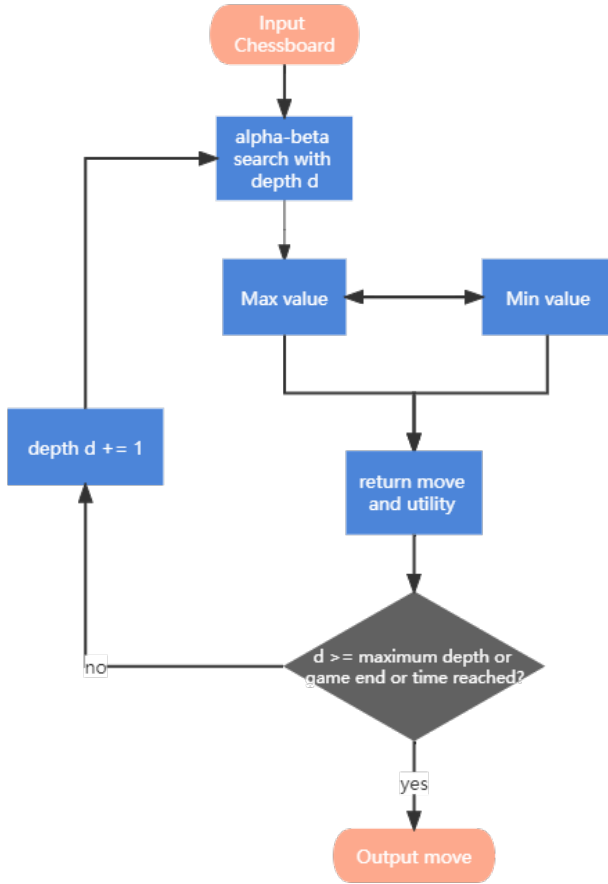 Input
Chessboard
alpha-beta
search with
depth d
Max value
Min value
depth d += 1
return move
and utility
d >= maximum depth or
game end or time reached?
no
yes
Output move